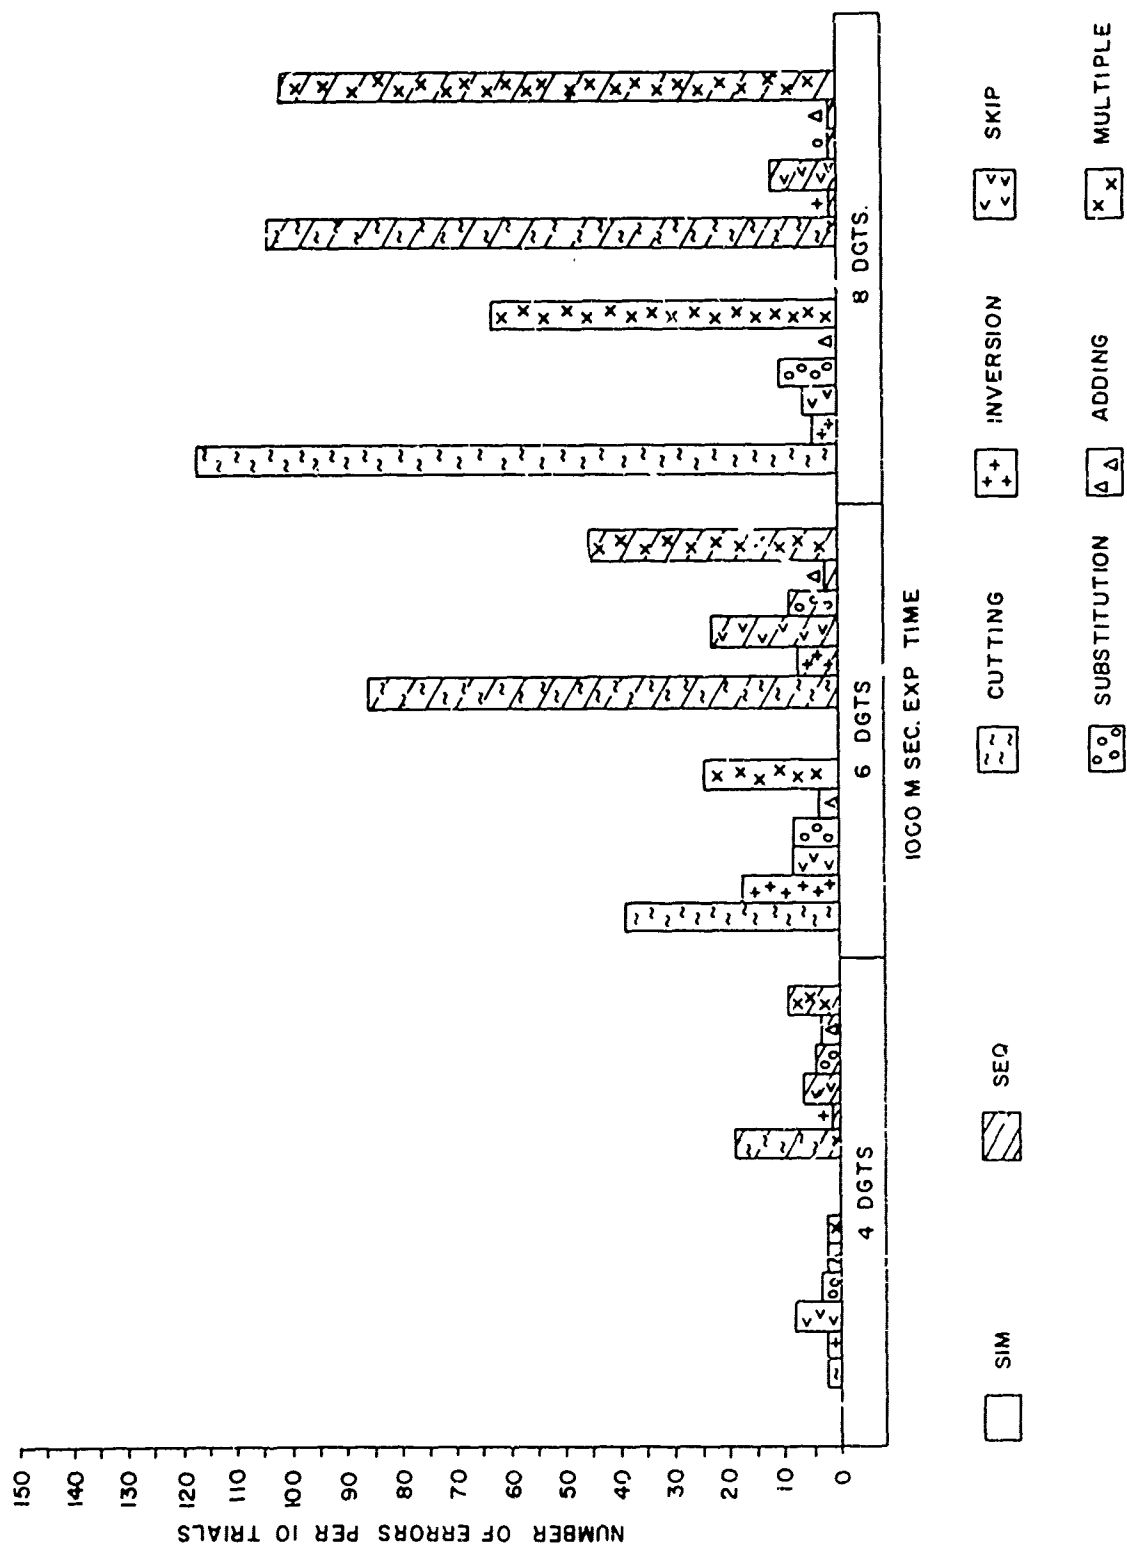 NUMBER OF ERRORS PER 10 TRIALS
150
130
110
100
90
80
70
60
50
40
30
20
10
0
4 DGTS
6 DGTS
8 DGTS.
1000 M SEC. EXP TIME
SIM
SEQ
CUTTING
INVERSION
SKIP
SUBSTITUTION
ADDING
MULTIPLE